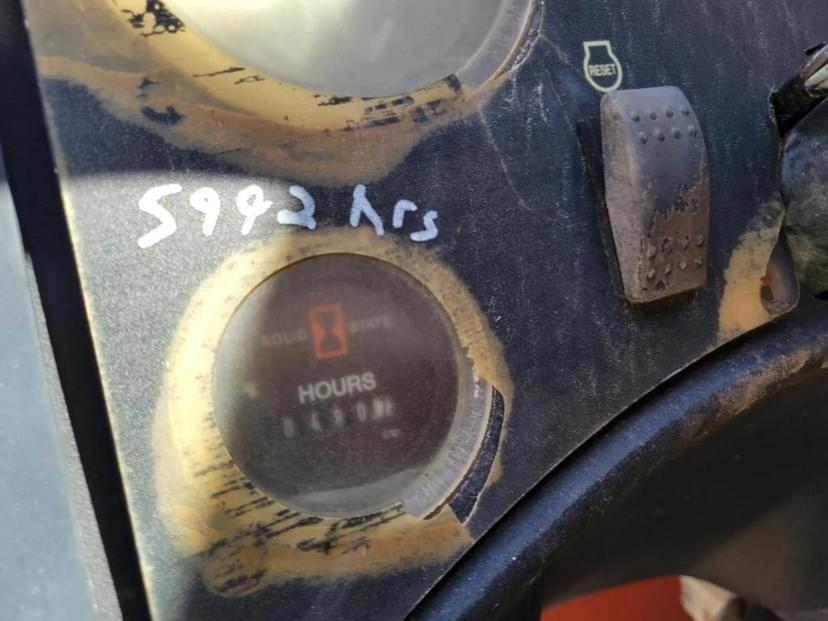 RESET
5992 hrs
SOLID STATE
HOURS